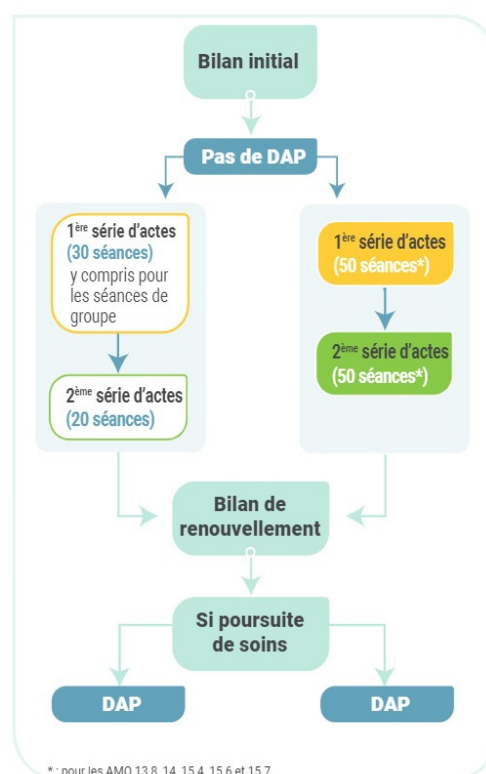 Bilan initial
Pas de DAP
1ère série d'actes
(30 séances)
y compris pour
les séances de
groupe
2ème série d'actes
(20 séances)
1ère série d'actes
(50 séances*)
2ème série d'actes
(50 séances*)
Bilan de
renouvellement
Si poursuite
de soins
DAP
DAP
* : pour les AMO 13.8, 14, 15.4, 15.6 et 15.7